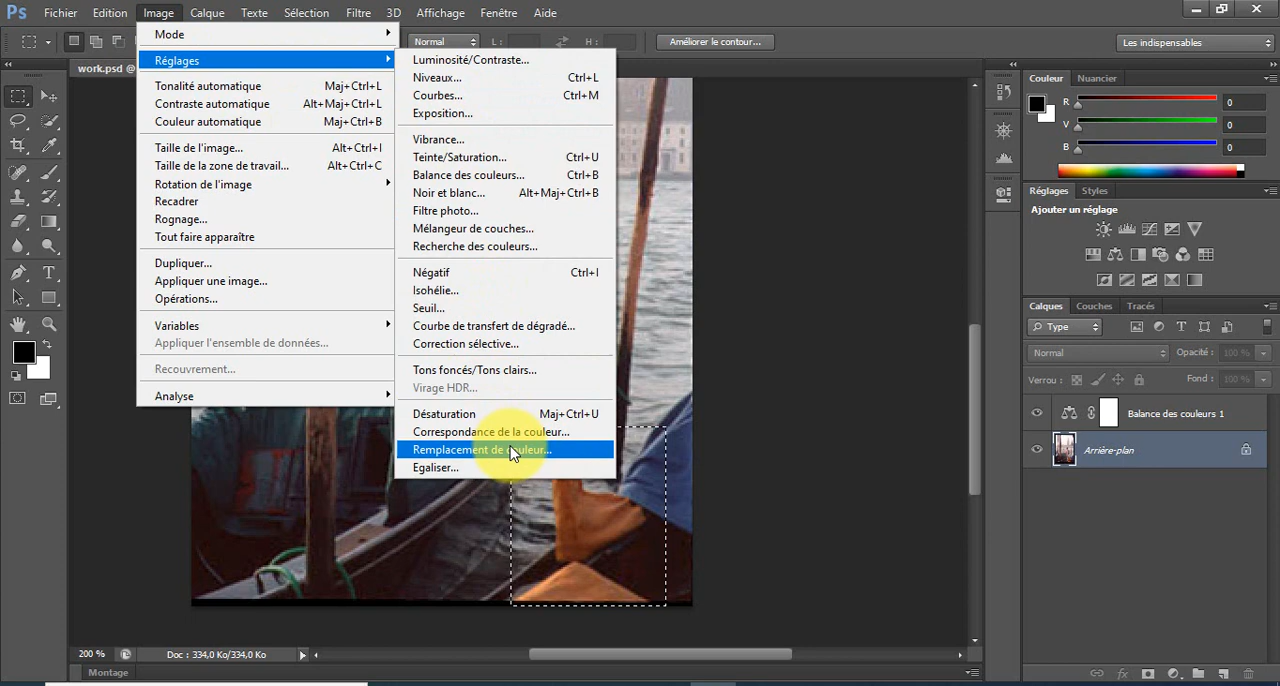 Ps Fichier Edition Image Calque Texte Sélection Filtre 3D Affichage Fenêtre Aide
Normal L : H : Améliorer le contour... Les indispensables
work.psd @
Mode
Réglages
Tonalité automatique Maj+Ctrl+L
Contraste automatique Alt+Maj+Ctrl+L
Couleur automatique Maj+Ctrl+B
Taille de l'image... Alt+Ctrl+I
Taille de la zone de travail... Alt+Ctrl+C
Rotation de l'image
Recadrer
Rognage...
Tout faire apparaître
Dupliquer...
Appliquer une image...
Opérations...
Variables
Appliquer l'ensemble de données...
Recouvrement...
Analyse
Luminosité/Contraste...
Niveaux... Ctrl+L
Courbes... Ctrl+M
Exposition...
Vibrance...
Teinte/Saturation... Ctrl+U
Balance des couleurs... Ctrl+B
Noir et blanc... Alt+Maj+Ctrl+B
Filtre photo...
Mélangeur de couches...
Recherche des couleurs...
Négatif Ctrl+I
Isohélie...
Seuil...
Courbe de transfert de dégradé...
Correction sélective...
Tons foncés/Tons clairs...
Virage HDR...
Désaturation Maj+Ctrl+U
Correspondance de la couleur...
Remplacement de couleur...
Egaliser...
Couleur Nuancier
R 0
V 0
B 0
Réglages Styles
Ajouter un réglage
Calques Couches Tracés
Type
Normal Opacité : 100 %
Verrou : Fond : 100 %
Balance des couleurs 1
Arrière-plan
200 % Doc : 334,0 Ko/334,0 Ko
Montage